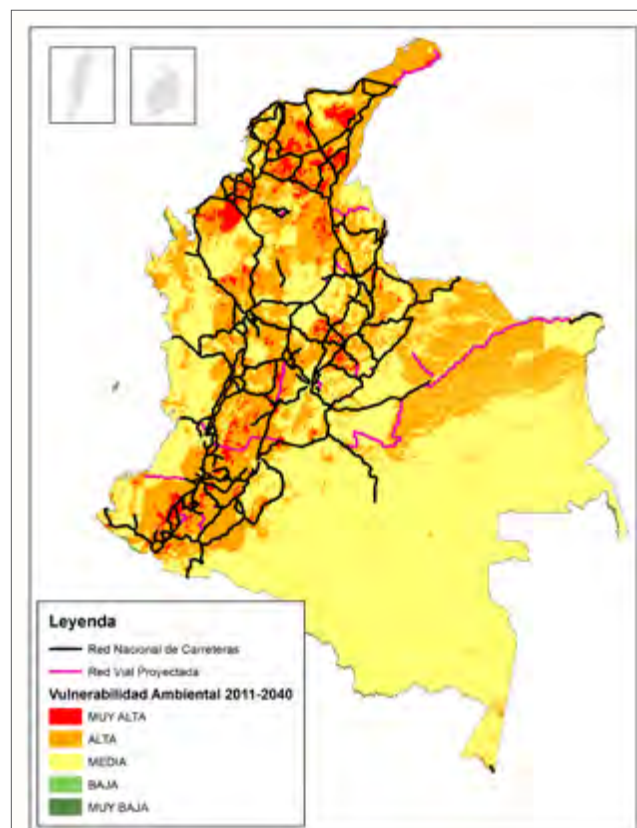 Leyenda
Red Nacional de Carreteras
Red Vial Proyectada
Vulnerabilidad Ambiental 2011-2040
MUY ALTA
ALTA
MEDIA
BAJA
MUY BAJA